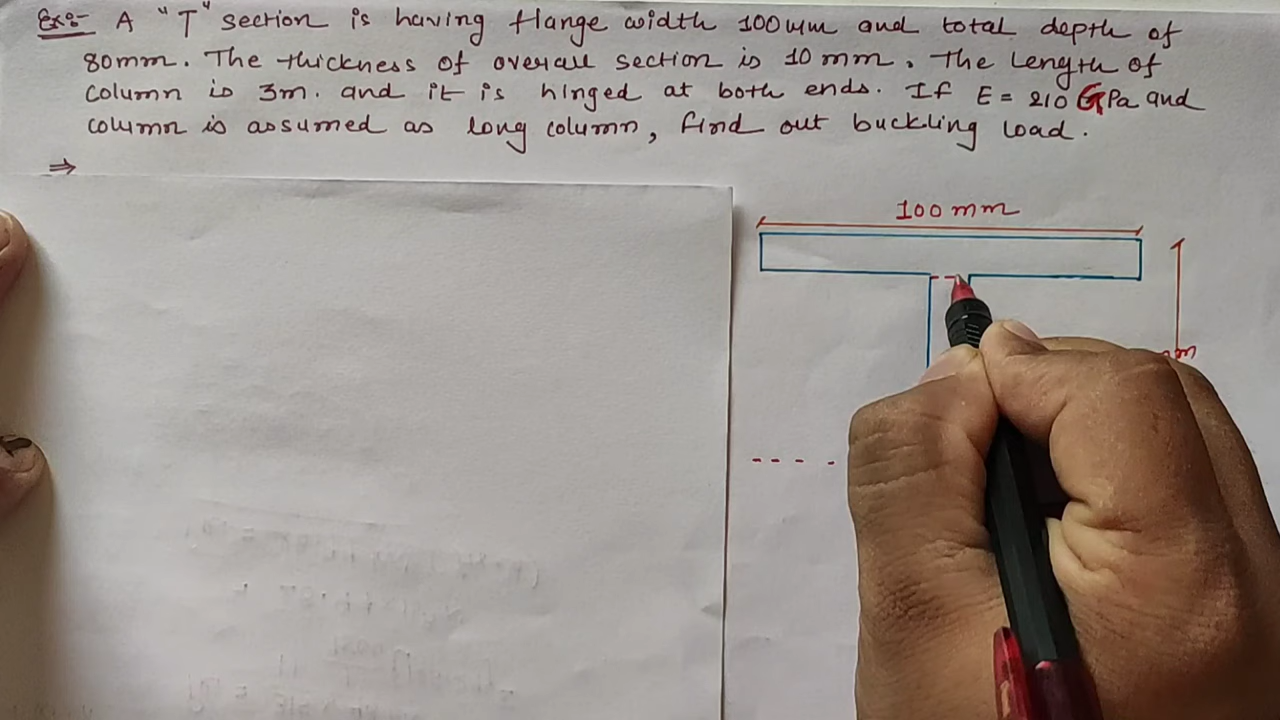 Ex:- A "T" section is having flange width 100mm and total depth of
80mm. The thickness of overall section is 10 mm. The Length of
column is 3m. and it is hinged at both ends. If E = 210 GPa and
column is assumed as long column, find out buckling load.
⇒
100 mm